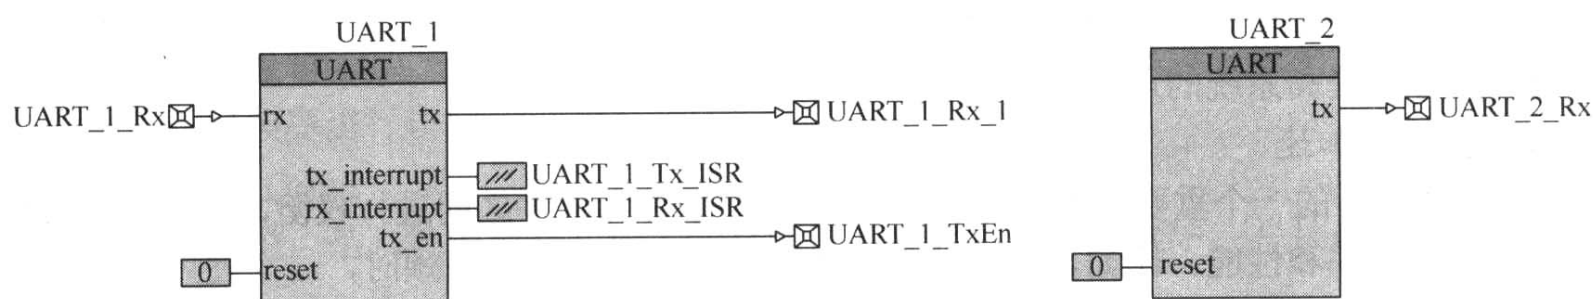 UART_1
UART
UART_1_Rx
rx
tx
UART_1_Rx_1
tx_interrupt
UART_1_Tx_ISR
rx_interrupt
UART_1_Rx_ISR
tx_en
UART_1_TxEn
0
reset
UART_2
UART
tx
UART_2_Rx
0
reset